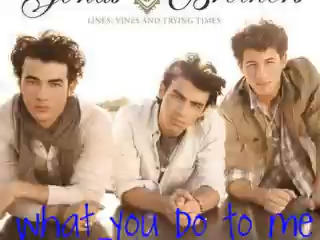 Jonas Brothers
LINES, VINES AND TRYING TIMES
what you Do to me